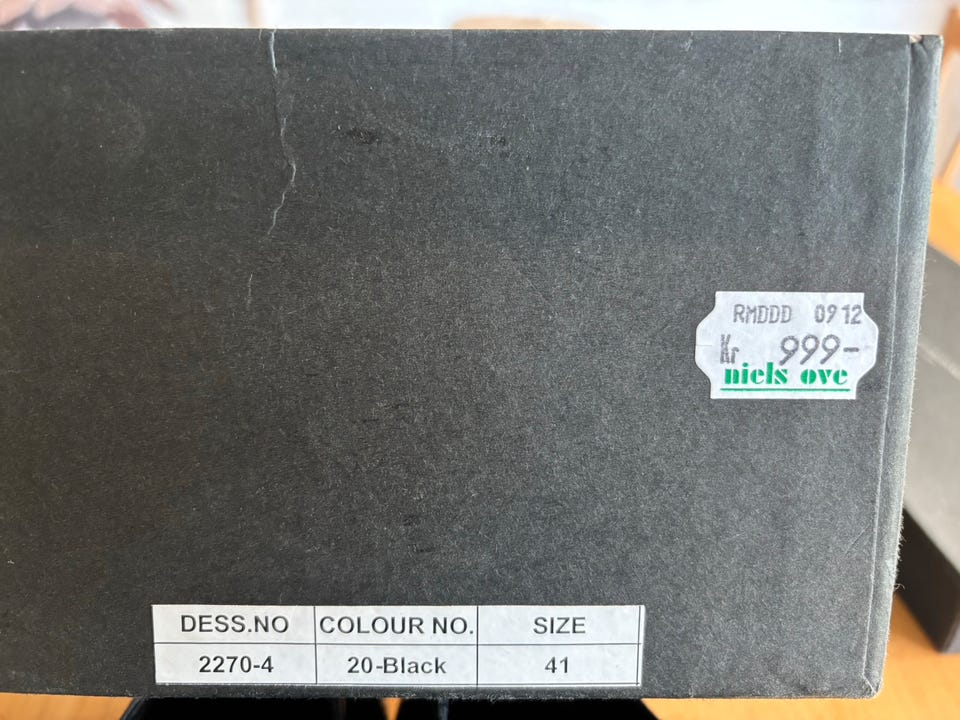 RMDDD 0912
Kr 999-
niels ove
DESS.NO COLOUR NO. SIZE
2270-4 20-Black 41